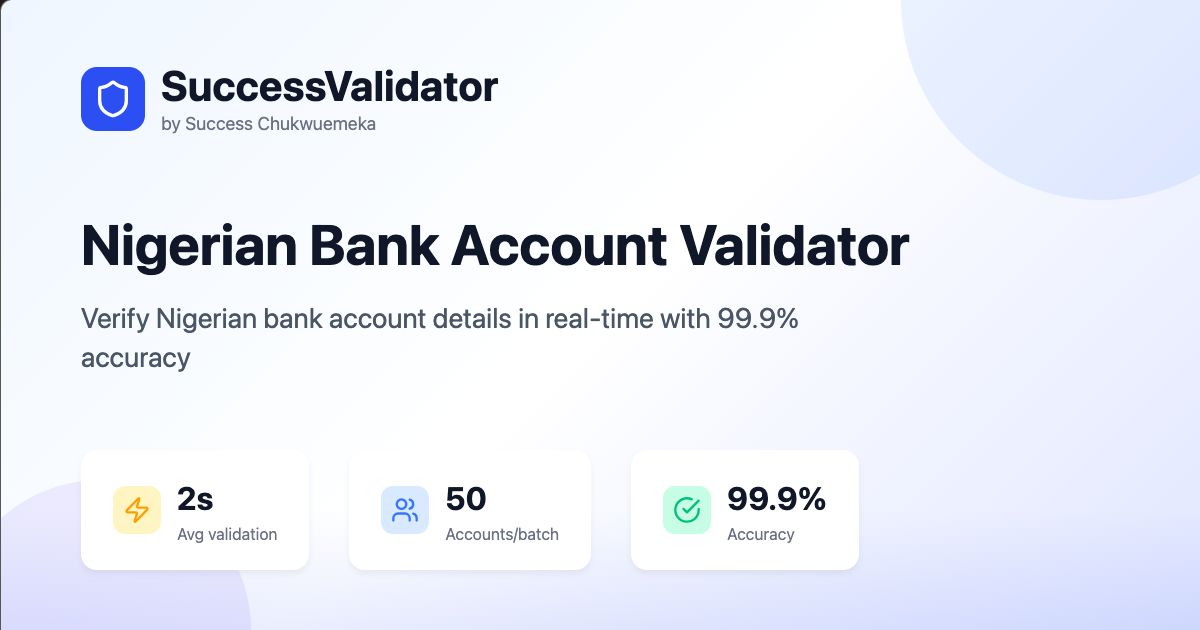 SuccessValidator
by Success Chukwuemeka
Nigerian Bank Account Validator
Verify Nigerian bank account details in real-time with 99.9%
accuracy
2s
Avg validation
50
Accounts/batch
99.9%
Accuracy